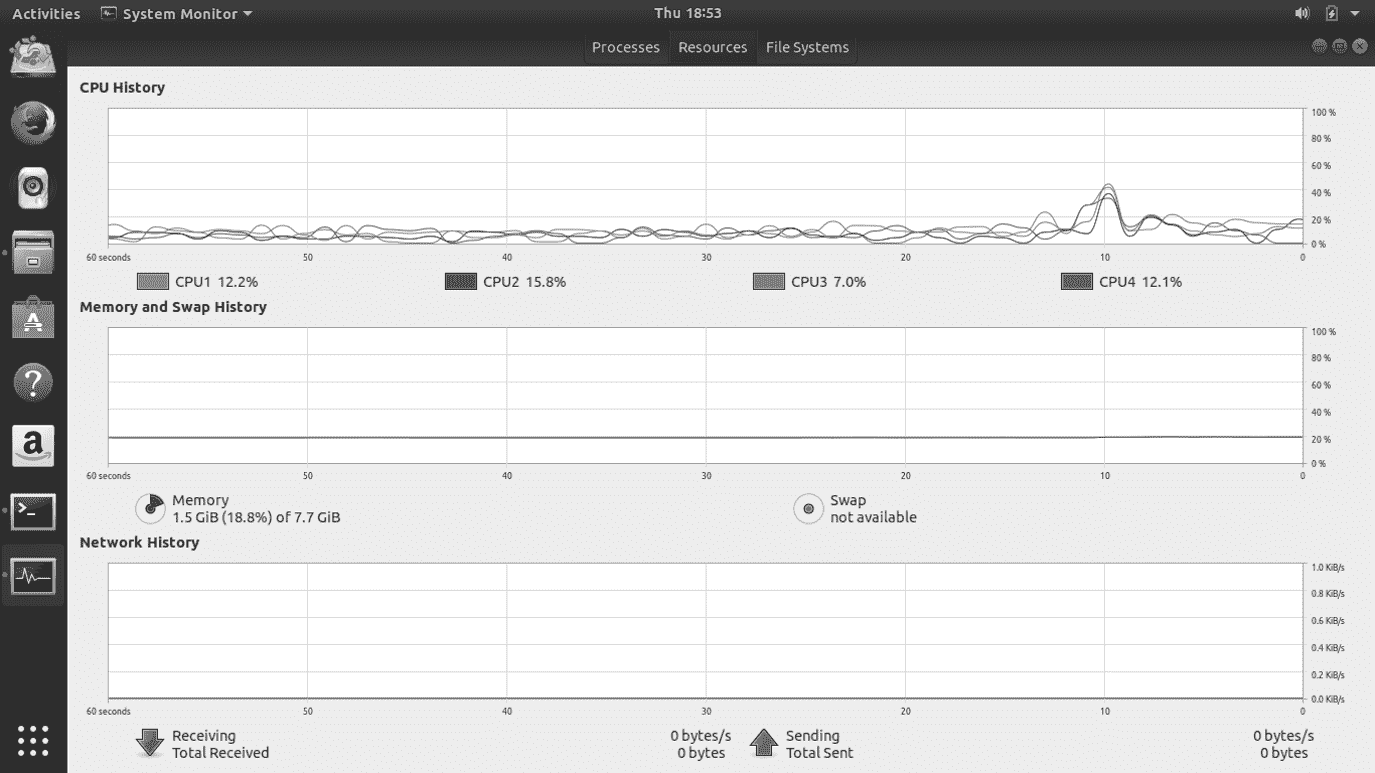 Activities System Monitor Thu 18:53
Processes Resources File Systems
CPU History
100 %
80 %
60 %
40 %
20 %
0 %
60 seconds 50 40 30 20 10 0
CPU1 12.2% CPU2 15.8% CPU3 7.0% CPU4 12.1%
Memory and Swap History
100 %
80 %
60 %
40 %
20 %
0 %
60 seconds 50 40 30 20 10 0
Memory
1.5 GiB (18.8%) of 7.7 GiB
Swap
not available
Network History
1.0 KiB/s
0.8 KiB/s
0.6 KiB/s
0.4 KiB/s
0.2 KiB/s
0.0 KiB/s
60 seconds 50 40 30 20 10 0
Receiving 0 bytes/s
Total Received 0 bytes
Sending 0 bytes/s
Total Sent 0 bytes